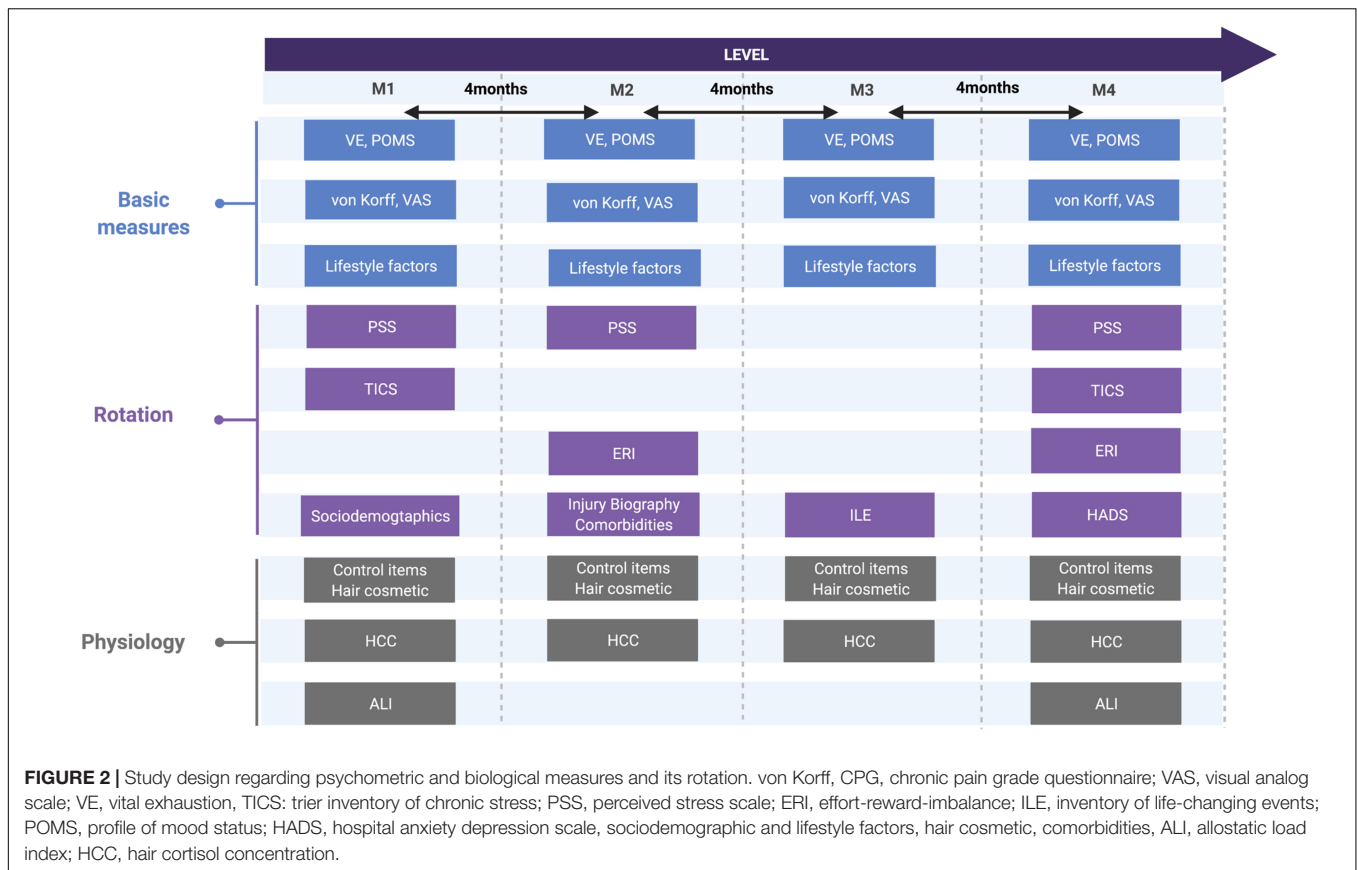 LEVEL
M1 4months M2 4months M3 4months M4
Basic
measures
VE, POMS VE, POMS VE, POMS VE, POMS
von Korff, VAS von Korff, VAS von Korff, VAS von Korff, VAS
Lifestyle factors Lifestyle factors Lifestyle factors Lifestyle factors
Rotation
PSS PSS PSS
TICS TICS
ERI ERI
Sociodemogtaphics Injury Biography ILE HADS
Comorbidities
Physiology
Control items Control items Control items Control items
Hair cosmetic Hair cosmetic Hair cosmetic Hair cosmetic
HCC HCC HCC HCC
ALI ALI
FIGURE 2 | Study design regarding psychometric and biological measures and its rotation. von Korff, CPG, chronic pain grade questionnaire; VAS, visual analog
scale; VE, vital exhaustion, TICS: trier inventory of chronic stress; PSS, perceived stress scale; ERI, effort-reward-imbalance; ILE, inventory of life-changing events;
POMS, profile of mood status; HADS, hospital anxiety depression scale, sociodemographic and lifestyle factors, hair cosmetic, comorbidities, ALI, allostatic load
index; HCC, hair cortisol concentration.